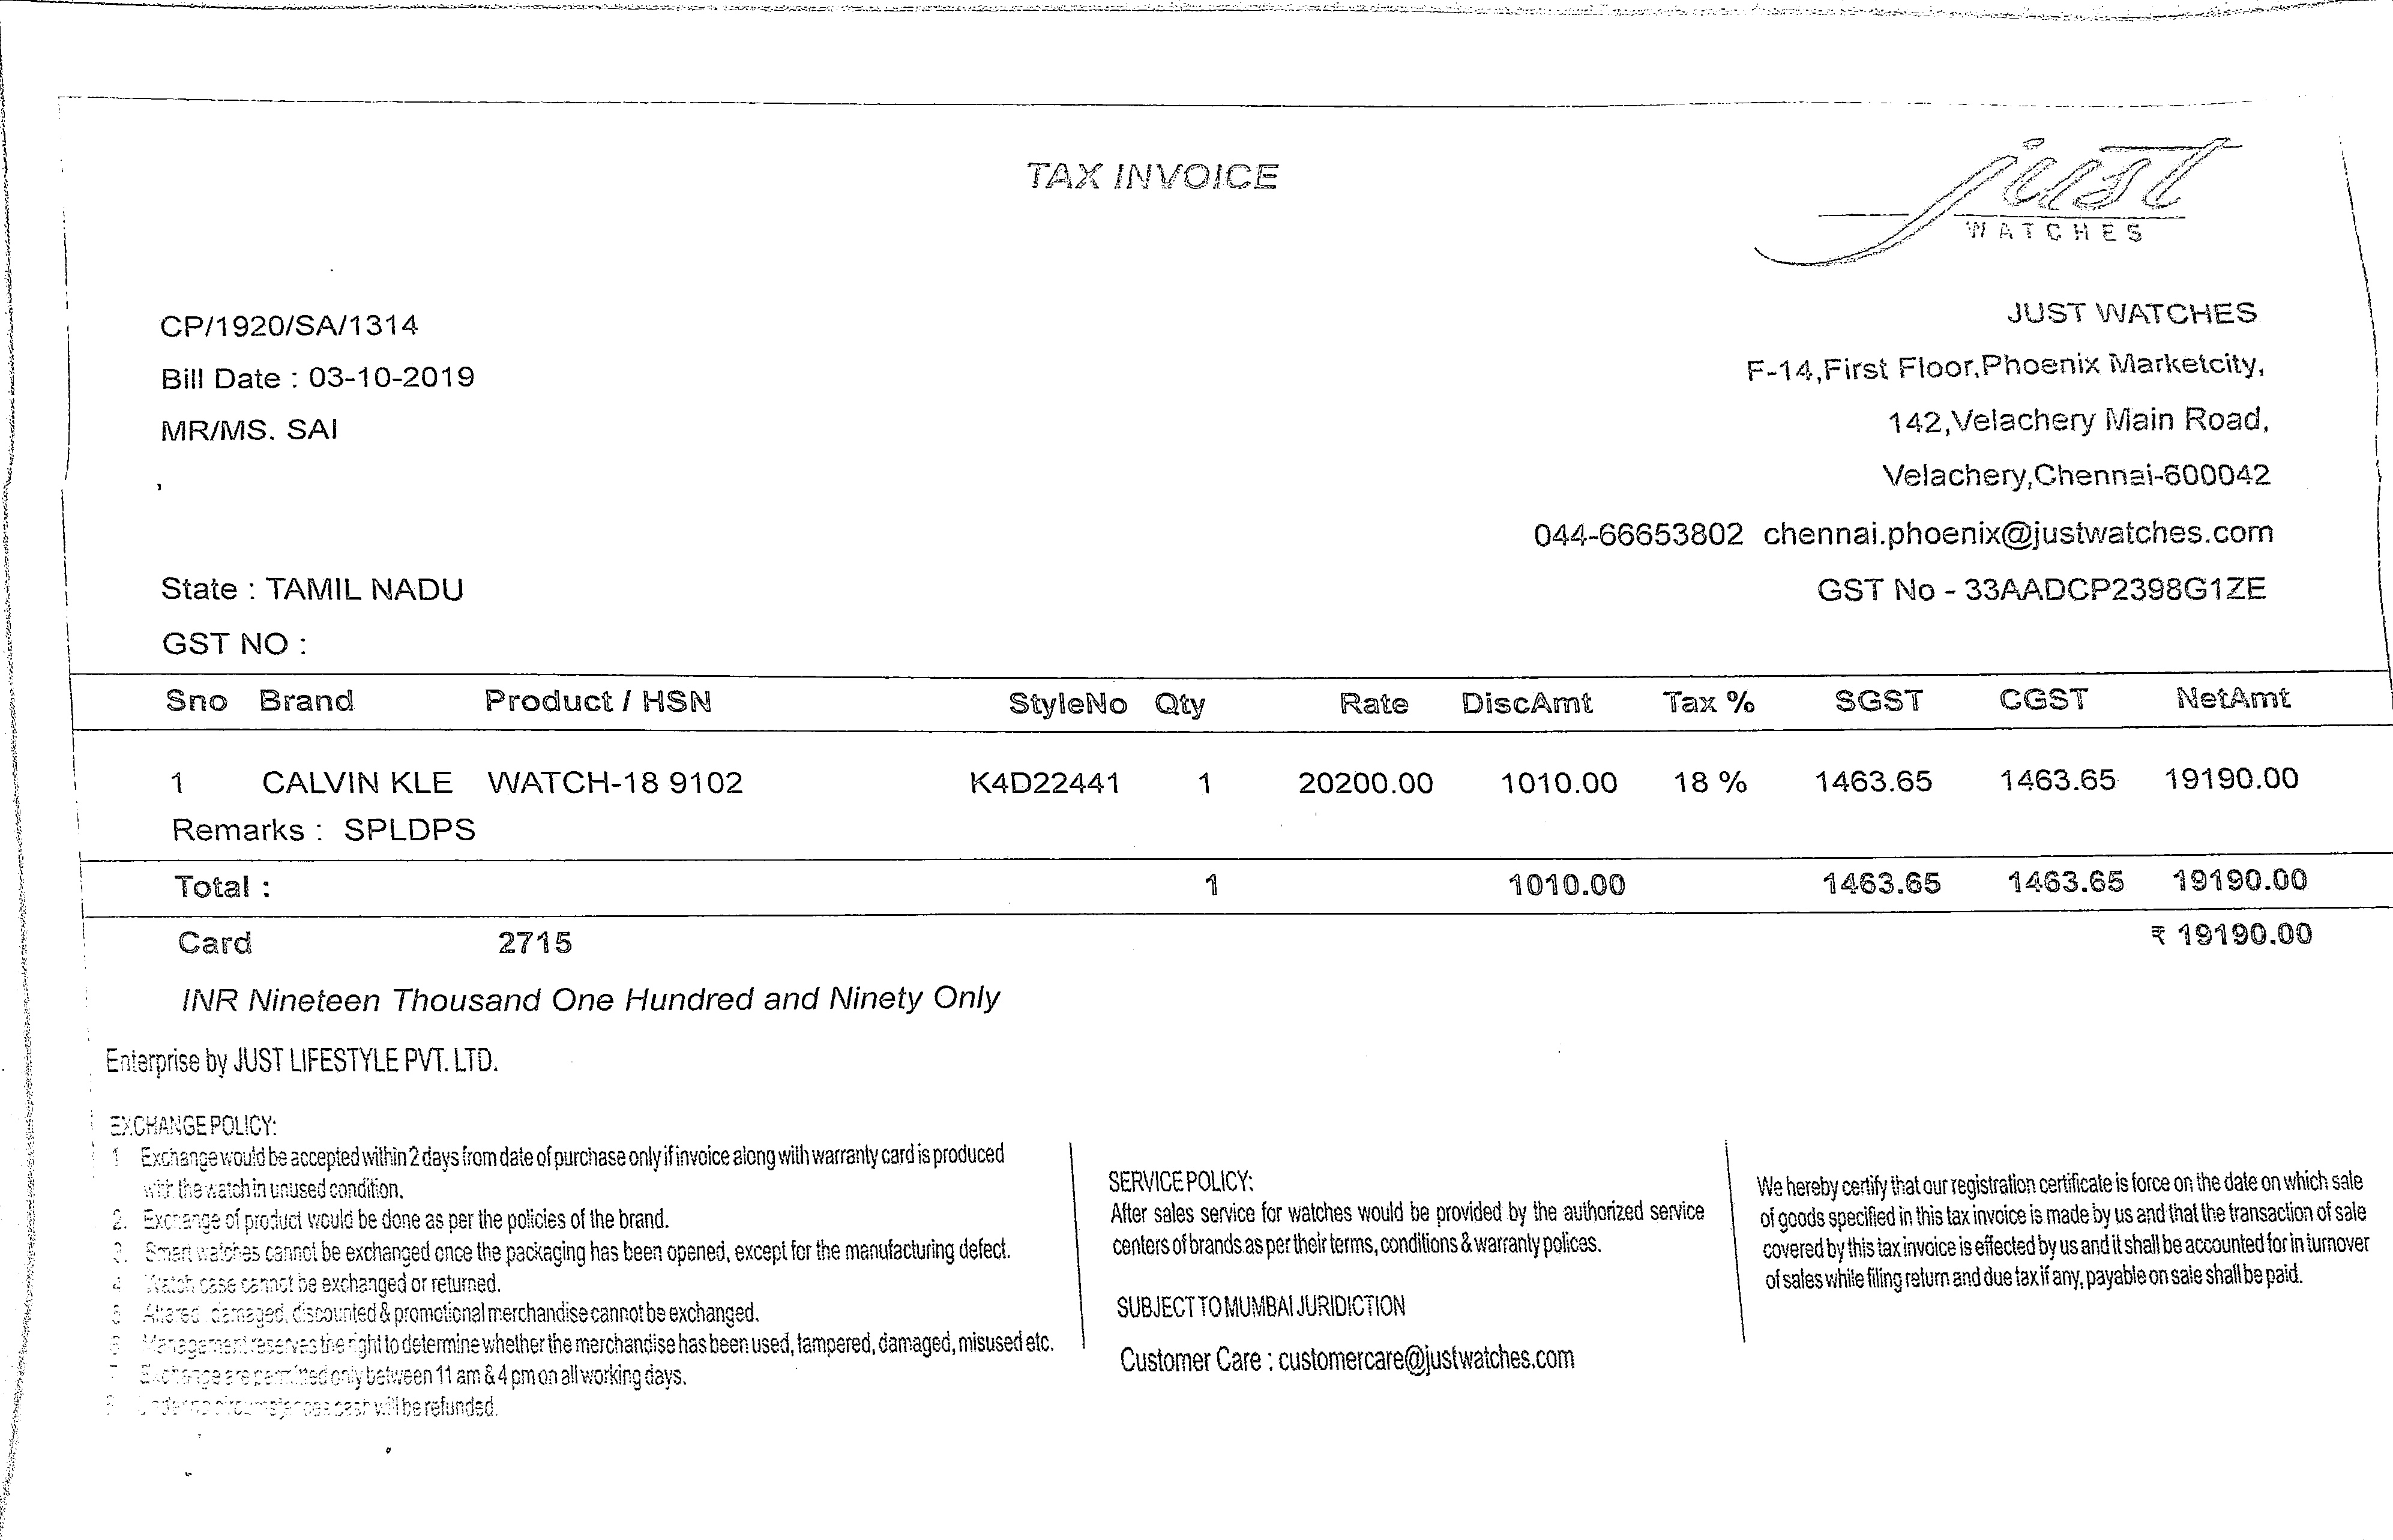 TAX INVOICE
just
WATCHES
CP/1920/SA/1314
Bill Date : 03-10-2019
MR/MS. SAI
,
JUST WATCHES
F-14,First Floor,Phoenix Marketcity,
142,Velachery Main Road,
Velachery,Chennai-600042
044-66653802 chennai.phoenix@justwatches.com
State : TAMIL NADU
GST No - 33AADCP2398G1ZE
GST NO :
Sno Brand Product / HSN StyleNo Qty Rate DiscAmt Tax % SGST CGST NetAmt
1 CALVIN KLE WATCH-18 9102 K4D22441 1 20200.00 1010.00 18 % 1463.65 1463.65 19190.00
Remarks : SPLDPS
Total : 1 1010.00 1463.65 1463.65 19190.00
Card 2715 ₹ 19190.00
INR Nineteen Thousand One Hundred and Ninety Only
Enterprise by JUST LIFESTYLE PVT. LTD.
EXCHANGE POLICY:
1 Exchange would be accepted within 2 days from date of purchase only if invoice along with warranty card is produced
with the watch in unused condition.
2. Exchange of product would be done as per the policies of the brand.
3. Smart watches cannot be exchanged once the packaging has been opened, except for the manufacturing defect.
4 Watch case cannot be exchanged or returned.
5 Altered, damaged, discounted & promotional merchandise cannot be exchanged.
6 Management reserves the right to determine whether the merchandise has been used, tampered, damaged, misused etc.
7 Exchange are permitted only between 11 am & 4 pm on all working days.
8 Under no circumstances cash will be refunded.
SERVICE POLICY:
After sales service for watches would be provided by the authorized service
centers of brands.as per their terms, conditions & warranty polices.
SUBJECT TO MUMBAI JURIDICTION
Customer Care : customercare@justwatches.com
We hereby certify that our registration certificate is force on the date on which sale
of goods specified in this tax invoice is made by us and that the transaction of sale
covered by this tax invoice is effected by us and it shall be accounted for in turnover
of sales while filing return and due tax if any, payable on sale shall be paid.